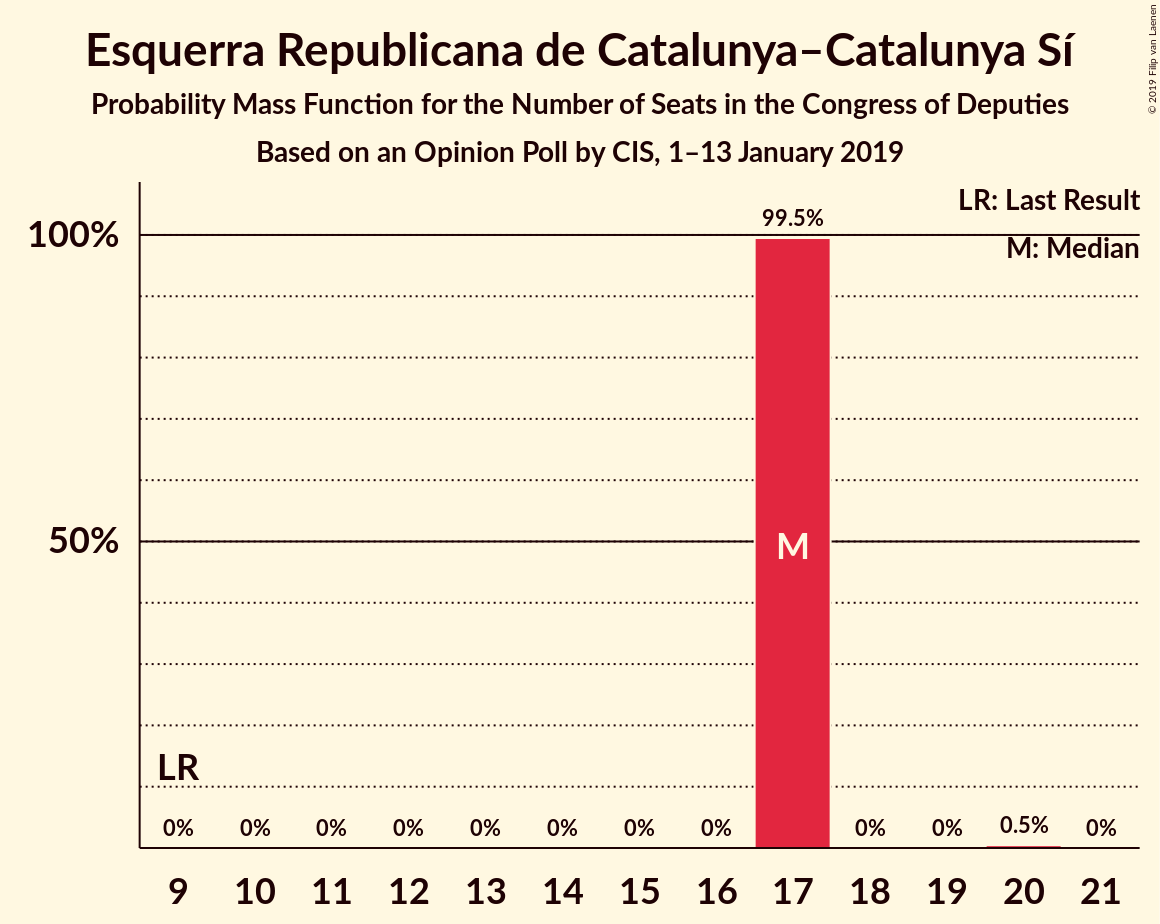 Esquerra Republicana de Catalunya–Catalunya Sí
Probability Mass Function for the Number of Seats in the Congress of Deputies
Based on an Opinion Poll by CIS, 1–13 January 2019
© 2019 Filip van Laenen
LR: Last Result
M: Median
99.5%
100%
50%
M
LR
0% 0% 0% 0% 0% 0% 0% 0% 0% 0% 0.5% 0%
9 10 11 12 13 14 15 16 17 18 19 20 21